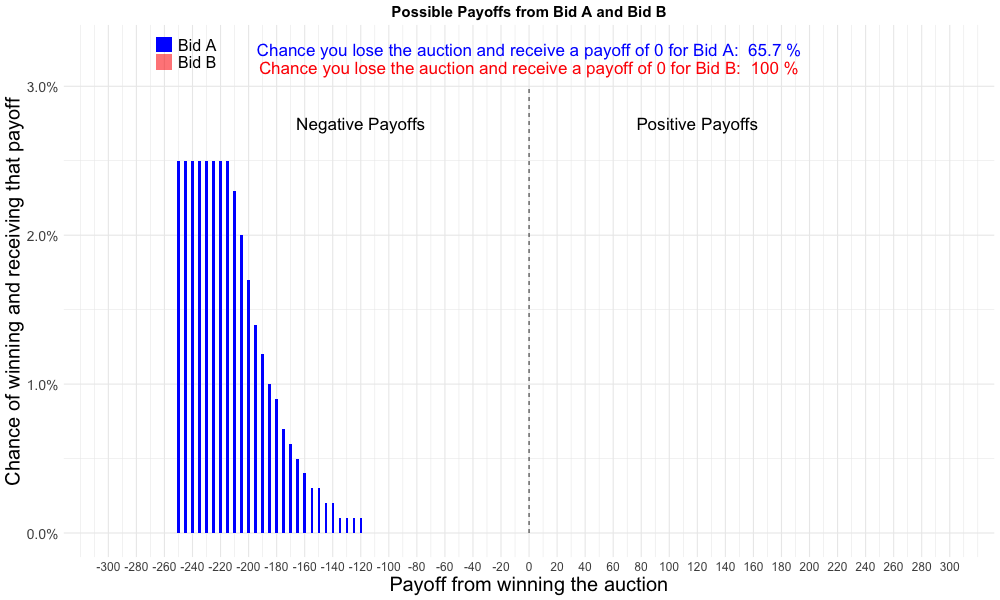 Possible Payoffs from Bid A and Bid B
Bid A
Bid B
Chance you lose the auction and receive a payoff of 0 for Bid A: 65.7 %
Chance you lose the auction and receive a payoff of 0 for Bid B: 100 %
Negative Payoffs
Positive Payoffs
Chance of winning and receiving that payoff
3.0%
2.0%
1.0%
0.0%
-300 -280 -260 -240 -220 -200 -180 -160 -140 -120 -100 -80 -60 -40 -20 0 20 40 60 80 100 120 140 160 180 200 220 240 260 280 300
Payoff from winning the auction